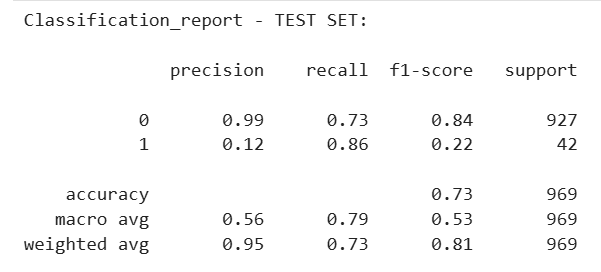 Classification_report - TEST SET:
precision recall f1-score support
0 0.99 0.73 0.84 927
1 0.12 0.86 0.22 42
accuracy 0.73 969
macro avg 0.56 0.79 0.53 969
weighted avg 0.95 0.73 0.81 969